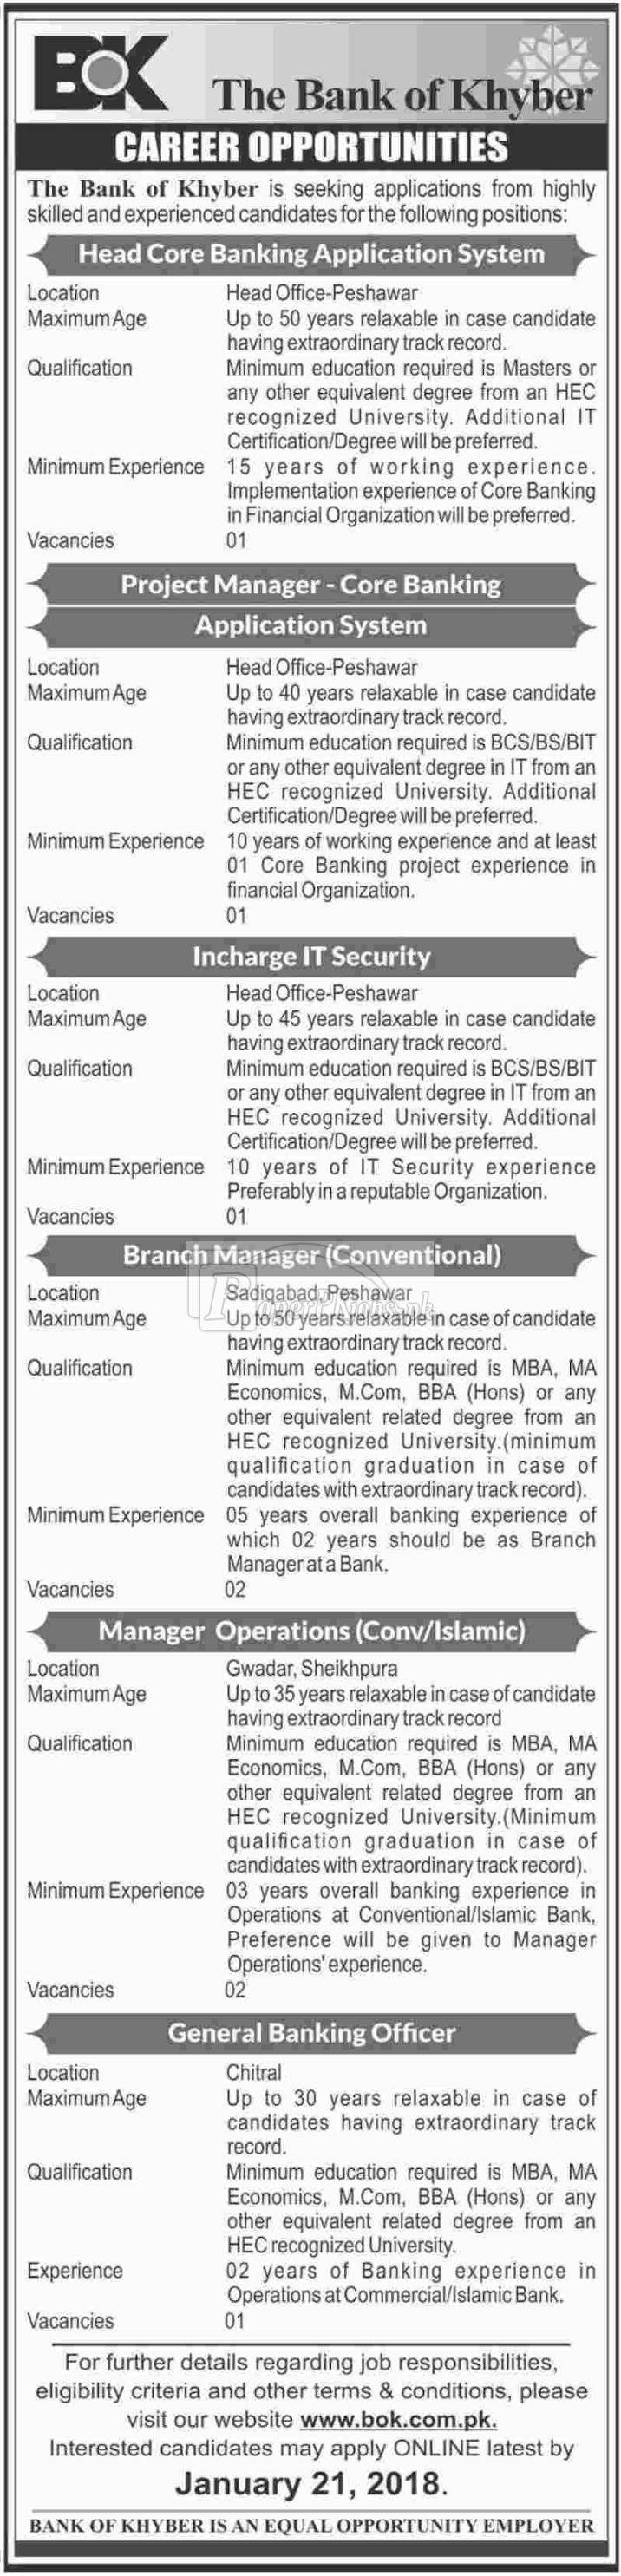 BOK
The Bank of Khyber
CAREER OPPORTUNITIES
The Bank of Khyber is seeking applications from highly
skilled and experienced candidates for the following positions:
Head Core Banking Application System
Location Head Office-Peshawar
Maximum Age Up to 50 years relaxable in case candidate
having extraordinary track record.
Qualification Minimum education required is Masters or
any other equivalent degree from an HEC
recognized University. Additional IT
Certification/Degree will be preferred.
Minimum Experience 15 years of working experience.
Implementation experience of Core Banking
in Financial Organization will be preferred.
Vacancies 01
Project Manager - Core Banking
Application System
Location Head Office-Peshawar
Maximum Age Up to 40 years relaxable in case candidate
having extraordinary track record.
Qualification Minimum education required is BCS/BS/BIT
or any other equivalent degree in IT from an
HEC recognized University. Additional
Certification/Degree will be preferred.
Minimum Experience 10 years of working experience and at least
01 Core Banking project experience in
financial Organization.
Vacancies 01
Incharge IT Security
Location Head Office-Peshawar
Maximum Age Up to 45 years relaxable in case candidate
having extraordinary track record.
Qualification Minimum education required is BCS/BS/BIT
or any other equivalent degree in IT from an
HEC recognized University. Additional
Certification/Degree will be preferred.
Minimum Experience 10 years of IT Security experience
Preferably in a reputable Organization.
Vacancies 01
Branch Manager (Conventional)
Location Sadiqabad, Peshawar
Maximum Age Up to 50 years relaxable in case of candidate
having extraordinary track record.
Qualification Minimum education required is MBA, MA
Economics, M.Com, BBA (Hons) or any
other equivalent related degree from an
HEC recognized University.(minimum
qualification graduation in case of
candidates with extraordinary track record).
Minimum Experience 05 years overall banking experience of
which 02 years should be as Branch
Manager at a Bank.
Vacancies 02
Manager Operations (Conv/Islamic)
Location Gwadar, Sheikhpura
Maximum Age Up to 35 years relaxable in case of candidate
having extraordinary track record
Qualification Minimum education required is MBA, MA
Economics, M.Com, BBA (Hons) or any
other equivalent related degree from an
HEC recognized University.(Minimum
qualification graduation in case of
candidates with extraordinary track record).
Minimum Experience 03 years overall banking experience in
Operations at Conventional/Islamic Bank,
Preference will be given to Manager
Operations' experience.
Vacancies 02
General Banking Officer
Location Chitral
Maximum Age Up to 30 years relaxable in case of
candidates having extraordinary track
record.
Qualification Minimum education required is MBA, MA
Economics, M.Com, BBA (Hons) or any
other equivalent related degree from an
HEC recognized University.
Experience 02 years of Banking experience in
Operations at Commercial/Islamic Bank.
Vacancies 01
For further details regarding job responsibilities,
eligibility criteria and other terms & conditions, please
visit our website www.bok.com.pk.
Interested candidates may apply ONLINE latest by
January 21, 2018.
BANK OF KHYBER IS AN EQUAL OPPORTUNITY EMPLOYER